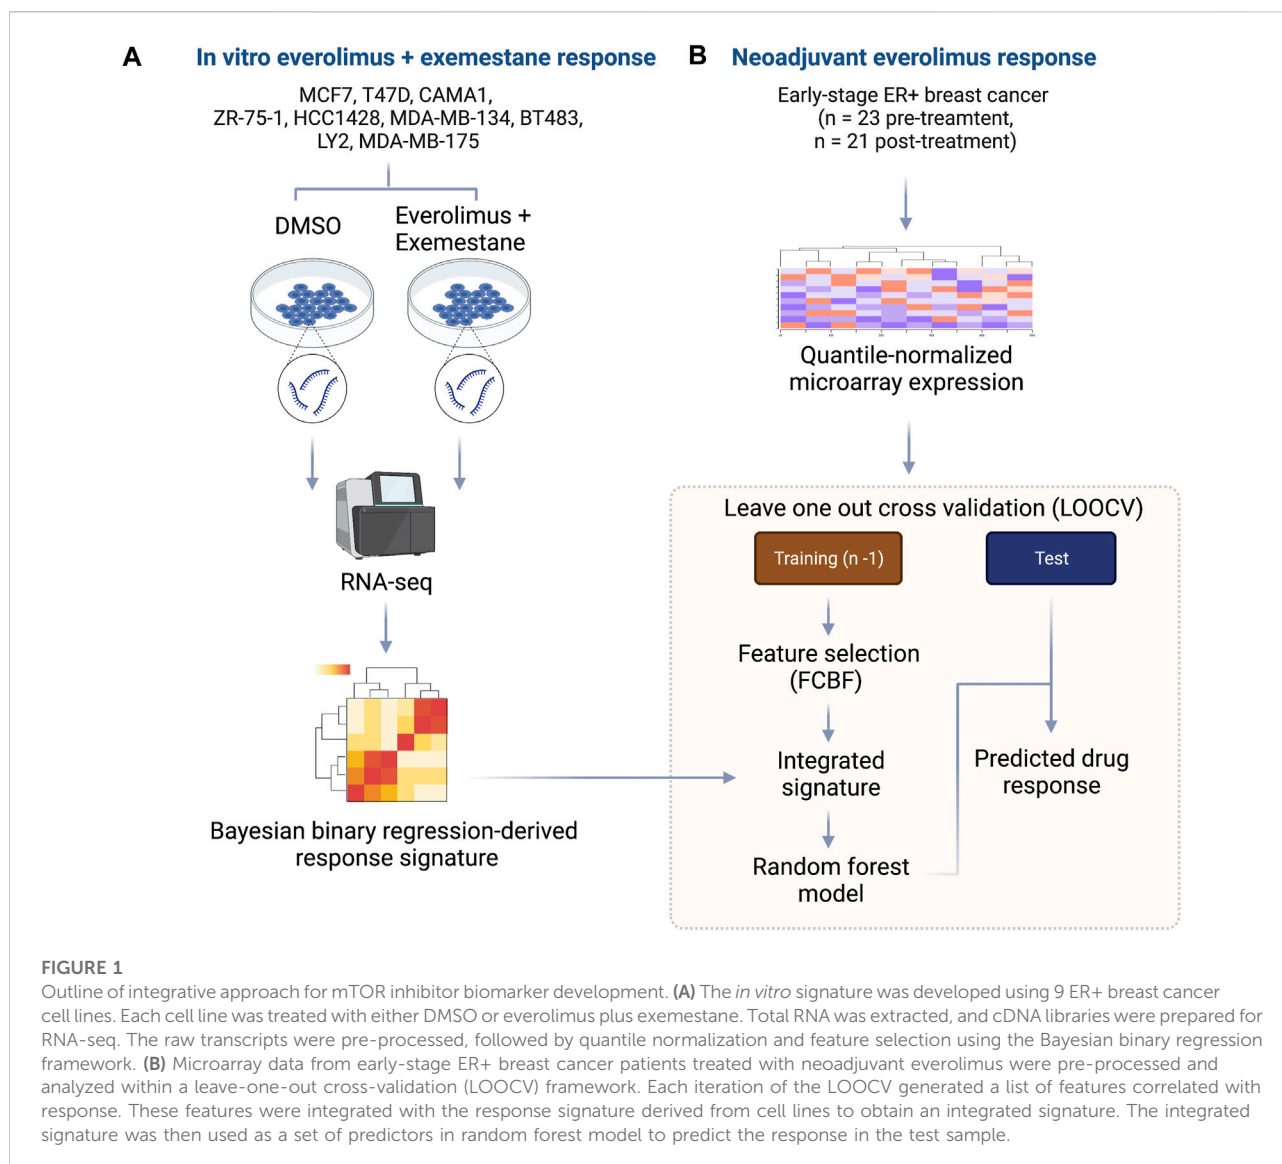 A
In vitro everolimus + exemestane response
MCF7, T47D, CAMA1,
ZR-75-1, HCC1428, MDA-MB-134, BT483,
LY2, MDA-MB-175
DMSO
Everolimus +
Exemestane
RNA-seq
Bayesian binary regression-derived
response signature
B
Neoadjuvant everolimus response
Early-stage ER+ breast cancer
(n = 23 pre-treamtent,
n = 21 post-treatment)
Quantile-normalized
microarray expression
Leave one out cross validation (LOOCV)
Training (n -1)
Test
Feature selection
(FCBF)
Integrated
signature
Random forest
model
Predicted drug
response
FIGURE 1
Outline of integrative approach for mTOR inhibitor biomarker development. (A) The in vitro signature was developed using 9 ER+ breast cancer
cell lines. Each cell line was treated with either DMSO or everolimus plus exemestane. Total RNA was extracted, and cDNA libraries were prepared for
RNA-seq. The raw transcripts were pre-processed, followed by quantile normalization and feature selection using the Bayesian binary regression
framework. (B) Microarray data from early-stage ER+ breast cancer patients treated with neoadjuvant everolimus were pre-processed and
analyzed within a leave-one-out cross-validation (LOOCV) framework. Each iteration of the LOOCV generated a list of features correlated with
response. These features were integrated with the response signature derived from cell lines to obtain an integrated signature. The integrated
signature was then used as a set of predictors in random forest model to predict the response in the test sample.